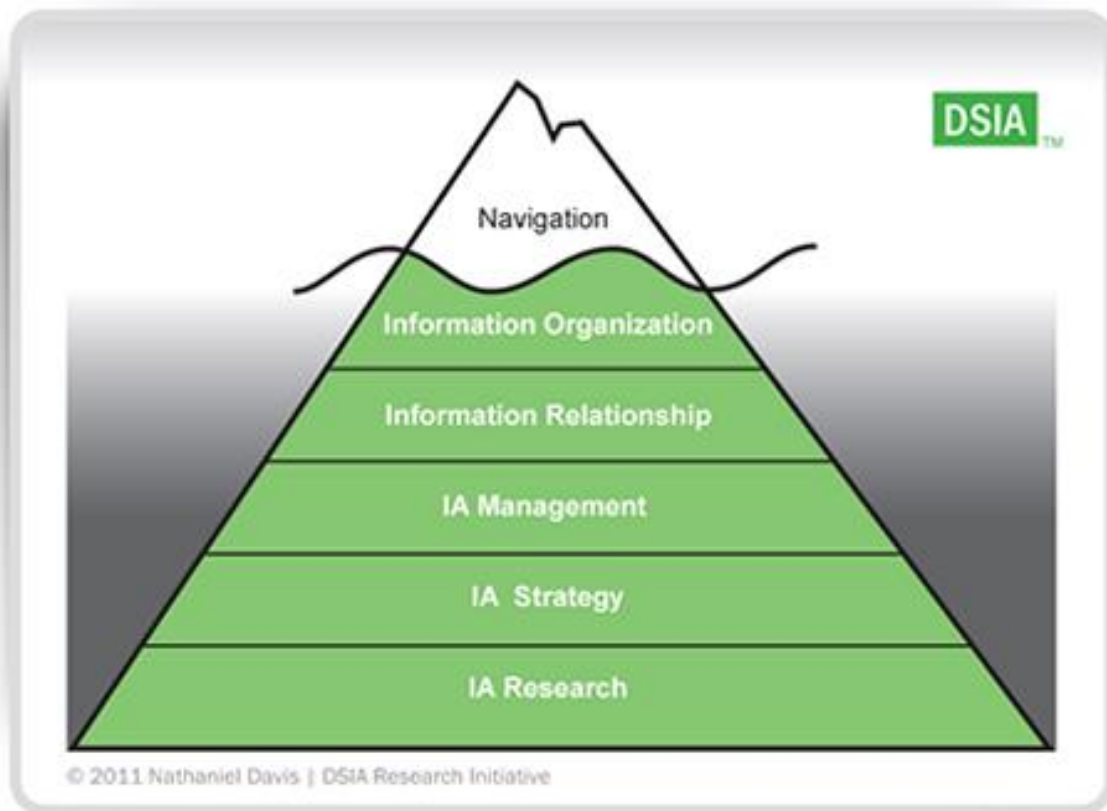 DSIA
TM
Navigation
Information Organization
Information Relationship
IA Management
IA Strategy
IA Research
© 2011 Nathaniel Davis | DSIA Research Initiative